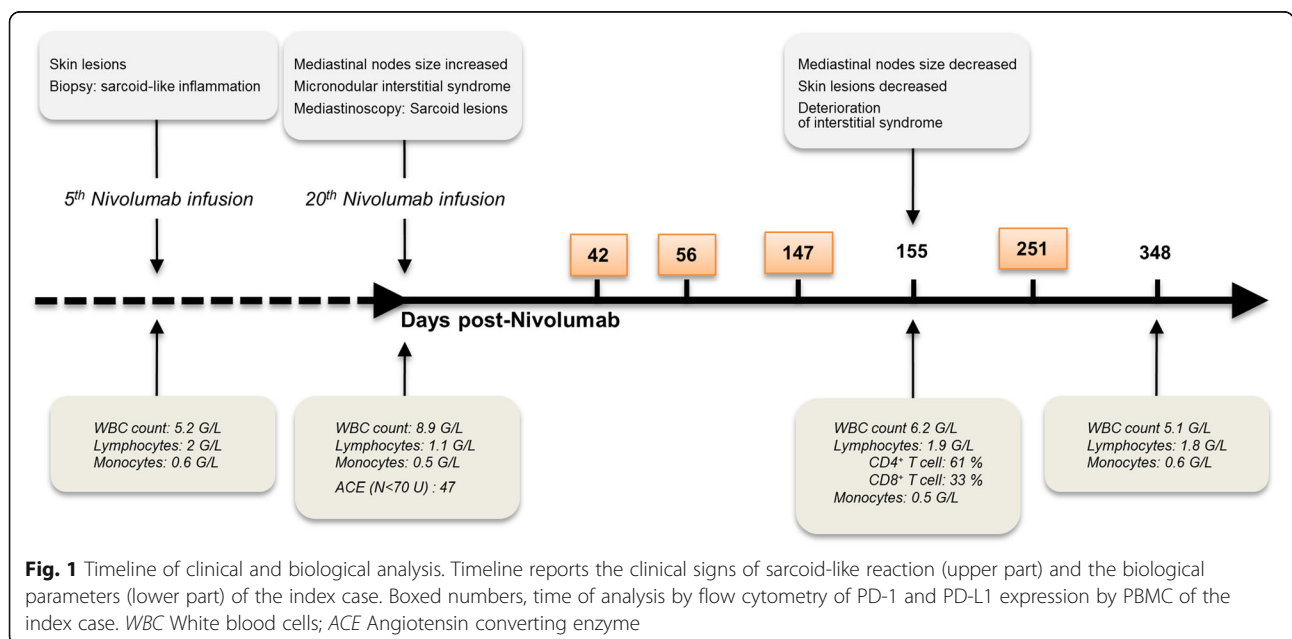 Skin lesions
Biopsy: sarcoid-like inflammation
Mediastinal nodes size increased
Micronodular interstitial syndrome
Mediastinoscopy: Sarcoid lesions
Mediastinal nodes size decreased
Skin lesions decreased
Deterioration
of interstitial syndrome
5th Nivolumab infusion
20th Nivolumab infusion
42
56
147
155
251
348
Days post-Nivolumab
WBC count: 5.2 G/L
Lymphocytes: 2 G/L
Monocytes: 0.6 G/L
WBC count: 8.9 G/L
Lymphocytes: 1.1 G/L
Monocytes: 0.5 G/L
ACE (N<70 U) : 47
WBC count 6.2 G/L
Lymphocytes: 1.9 G/L
CD4+ T cell: 61 %
CD8+ T cell: 33 %
Monocytes: 0.5 G/L
WBC count 5.1 G/L
Lymphocytes: 1.8 G/L
Monocytes: 0.6 G/L
Fig. 1 Timeline of clinical and biological analysis. Timeline reports the clinical signs of sarcoid-like reaction (upper part) and the biological
parameters (lower part) of the index case. Boxed numbers, time of analysis by flow cytometry of PD-1 and PD-L1 expression by PBMC of the
index case. WBC White blood cells; ACE Angiotensin converting enzyme